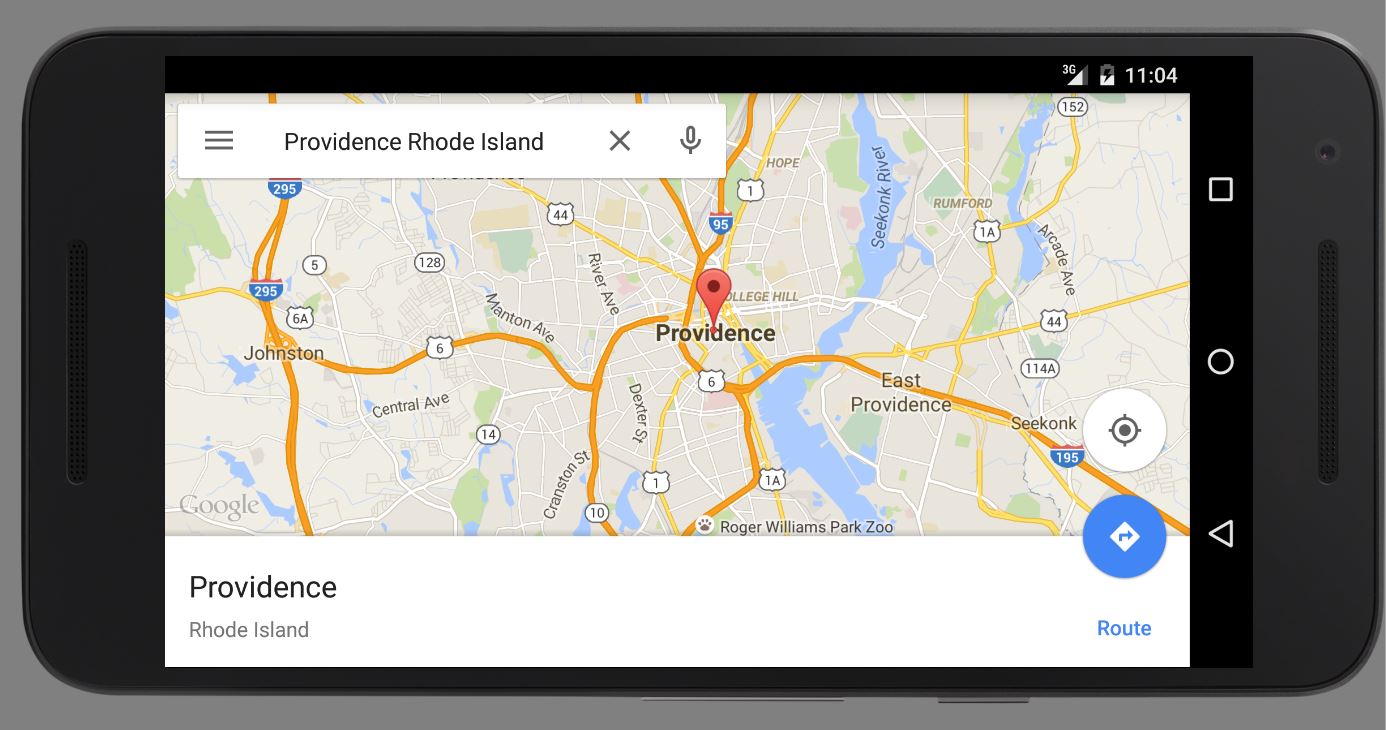 3G 11:04
Providence Rhode Island
152
HOPE
295
1
Seekonk River
RUMFORD
44
95
1A
Arcade Ave
5
128
River Ave
295
COLLEGE HILL
6A
Manton Ave
44
Providence
Johnston
6
114A
6
East
Providence
Central Ave
Dexter St
Seekonk
14
195
Cranston St
1
1A
Google
10
Roger Williams Park Zoo
Providence
Rhode Island
Route